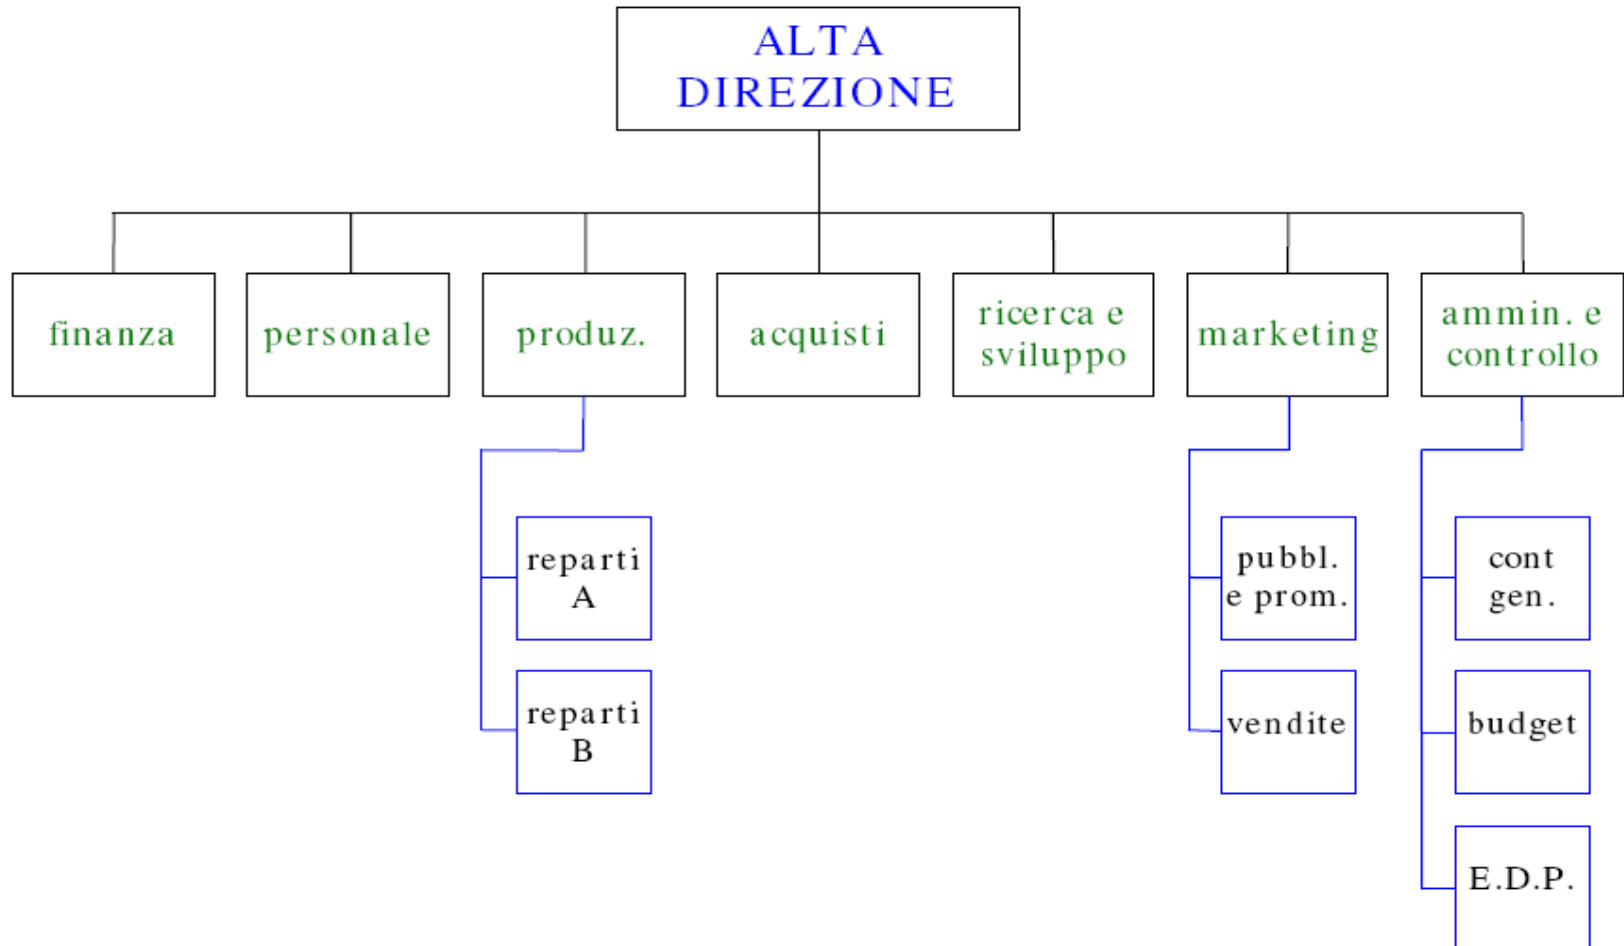 ALTA
DIREZIONE
finanza
personale
produz.
acquisti
ricerca e
sviluppo
marketing
ammin. e
controllo
reparti
A
reparti
B
pubbl.
e prom.
vendite
cont
gen.
budget
E.D.P.